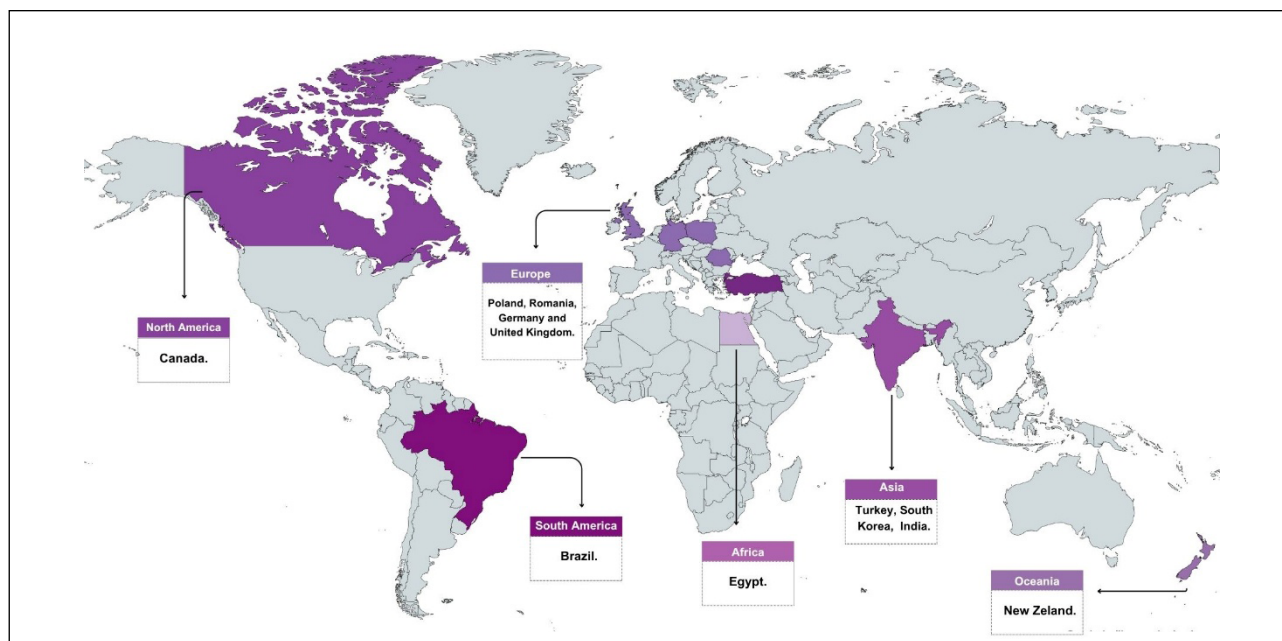 Europe
Poland, Romania,
Germany and
United Kingdom.
North America
Canada.
Asia
Turkey, South
Korea,  India.
South America
Brazil.
Africa
Egypt.
Oceania
New Zeland.